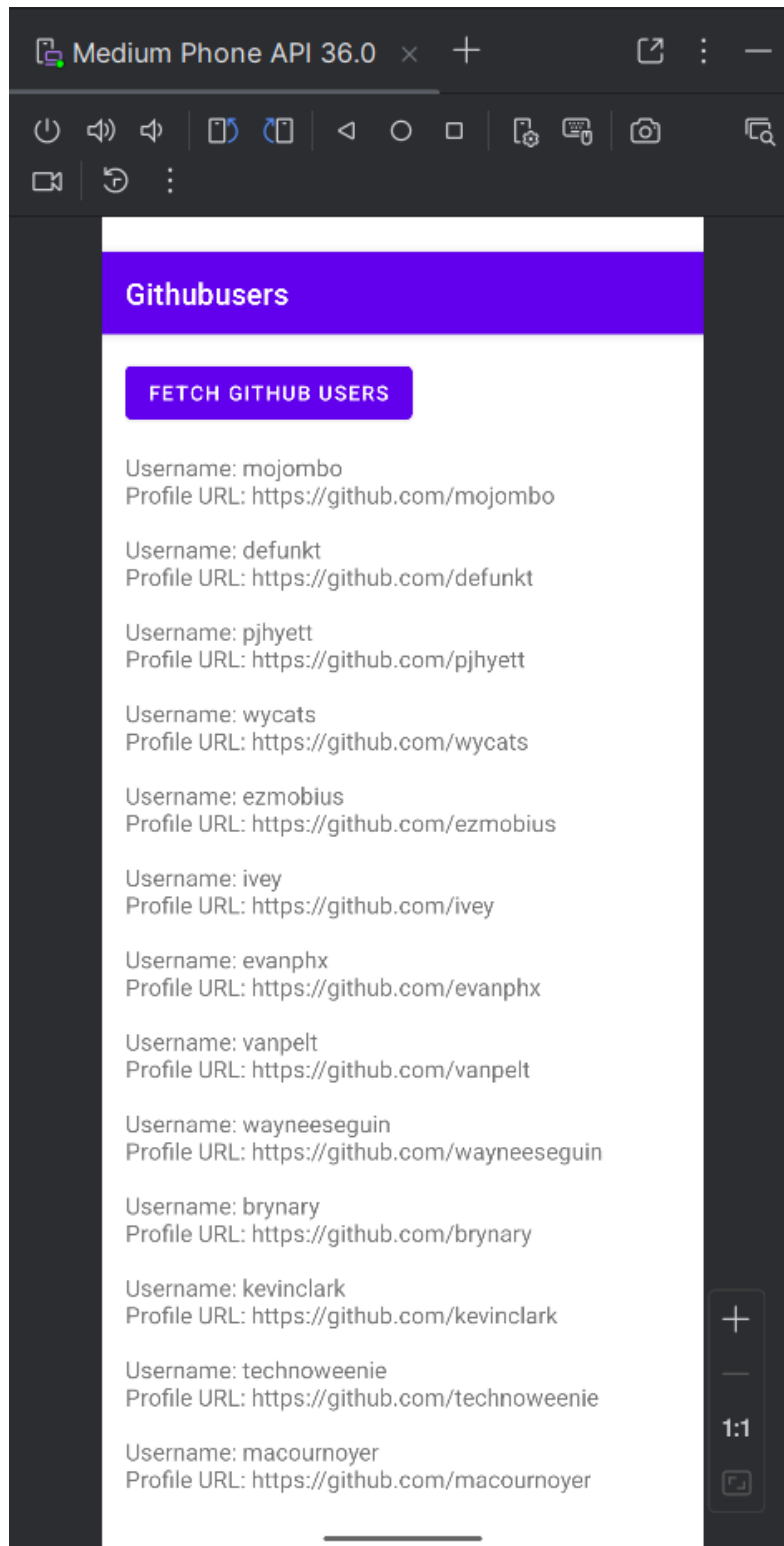 Medium Phone API 36.0
Githubusers
FETCH GITHUB USERS
Username: mojombo
Profile URL: https://github.com/mojombo
Username: defunkt
Profile URL: https://github.com/defunkt
Username: pjhyett
Profile URL: https://github.com/pjhyett
Username: wycats
Profile URL: https://github.com/wycats
Username: ezmobius
Profile URL: https://github.com/ezmobius
Username: ivey
Profile URL: https://github.com/ivey
Username: evanphx
Profile URL: https://github.com/evanphx
Username: vanpelt
Profile URL: https://github.com/vanpelt
Username: wayneeseguin
Profile URL: https://github.com/wayneeseguin
Username: brynary
Profile URL: https://github.com/brynary
Username: kevinclark
Profile URL: https://github.com/kevinclark
Username: technoweenie
Profile URL: https://github.com/technoweenie
Username: macournoyer
Profile URL: https://github.com/macournoyer
1:1